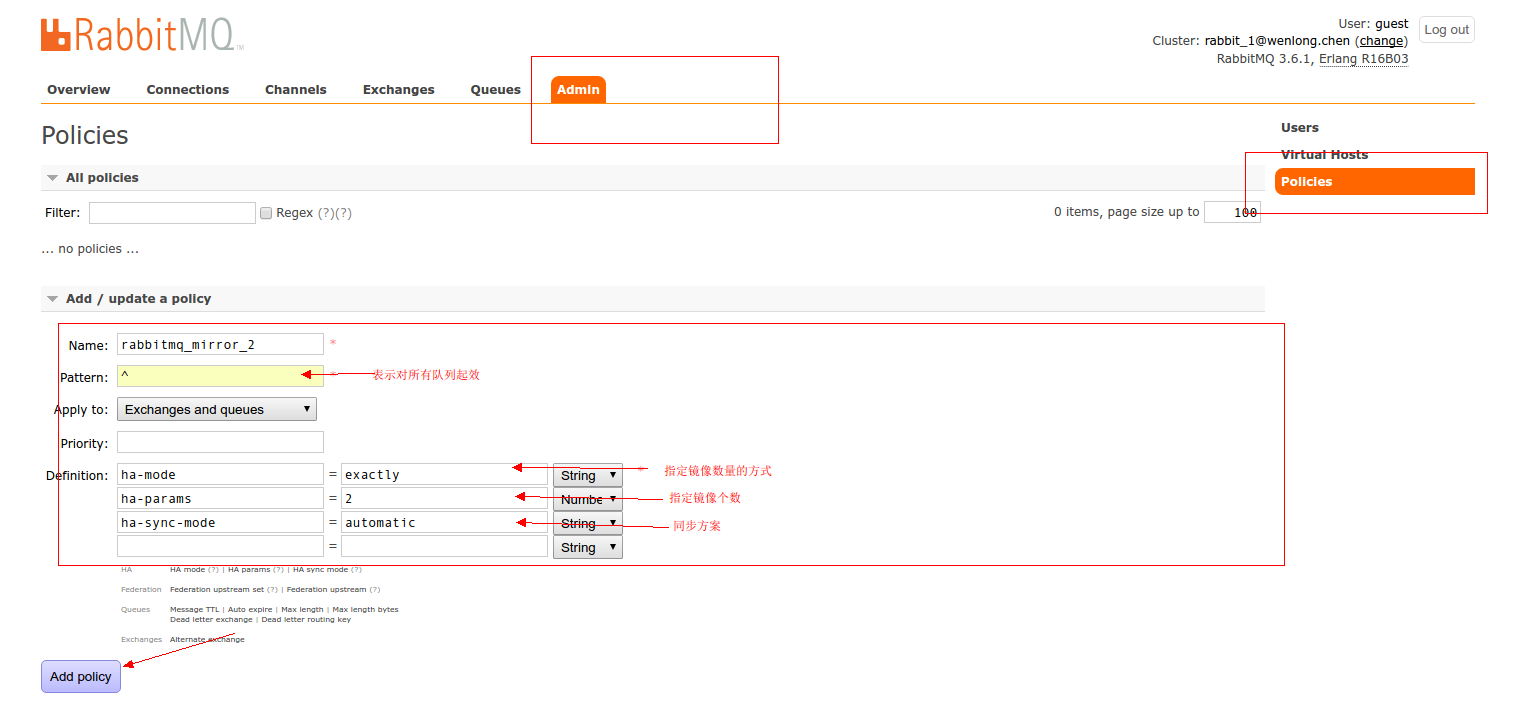 RabbitMQ TM
User: guest
Log out
Cluster: rabbit_1@wenlong.chen (change)
RabbitMQ 3.6.1, Erlang R16B03
Overview Connections Channels Exchanges Queues Admin
Policies
Users
Virtual Hosts
Policies
All policies
Filter: Regex (?)(?) 0 items, page size up to 100
... no policies ...
Add / update a policy
Name: rabbitmq_mirror_2 *
Pattern: ^ * 表示对所有队列起效
Apply to: Exchanges and queues
Priority:
Definition: ha-mode = exactly String * 指定镜像数量的方式
ha-params = 2 Numbe 指定镜像个数
ha-sync-mode = automatic String 同步方案
= String
HA HA mode (?) | HA params (?) | HA sync mode (?)
Federation Federation upstream set (?) | Federation upstream (?)
Queues Message TTL | Auto expire | Max length | Max length bytes
Dead letter exchange | Dead letter routing key
Exchanges Alternate exchange
Add policy